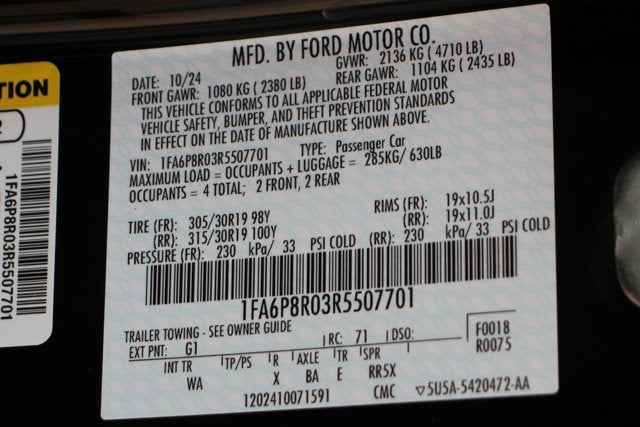 TION
2
1FA6P8R03R5507701
MFD. BY FORD MOTOR CO.
DATE: 10/24 GVWR: 2136 KG ( 4710 LB)
FRONT GAWR: 1080 KG ( 2380 LB) REAR GAWR: 1104 KG ( 2435 LB)
THIS VEHICLE CONFORMS TO ALL APPLICABLE FEDERAL MOTOR
VEHICLE SAFETY, BUMPER, AND THEFT PREVENTION STANDARDS
IN EFFECT ON THE DATE OF MANUFACTURE SHOWN ABOVE.
VIN: 1FA6P8R03R5507701 TYPE: Passenger Car
MAXIMUM LOAD = OCCUPANTS + LUGGAGE = 285KG/ 630LB
OCCUPANTS = 4 TOTAL; 2 FRONT, 2 REAR
TIRE (FR): 305/30R19 98Y RIMS (FR): 19x10.5J
(RR): 315/30R19 100Y (RR): 19x11.0J
PRESSURE (FR): 230 kPa/ 33 PSI COLD (RR): 230 kPa/ 33 PSI COLD
1FA6P8R03R5507701
TRAILER TOWING - SEE OWNER GUIDE
EXT PNT: G1 RC: 71 DSO: F0018
INT TR TP/PS R AXLE TR SPR R0075
WA X BA E RR5X
1202410071591 CMC ▽5U5A-5420472-AA